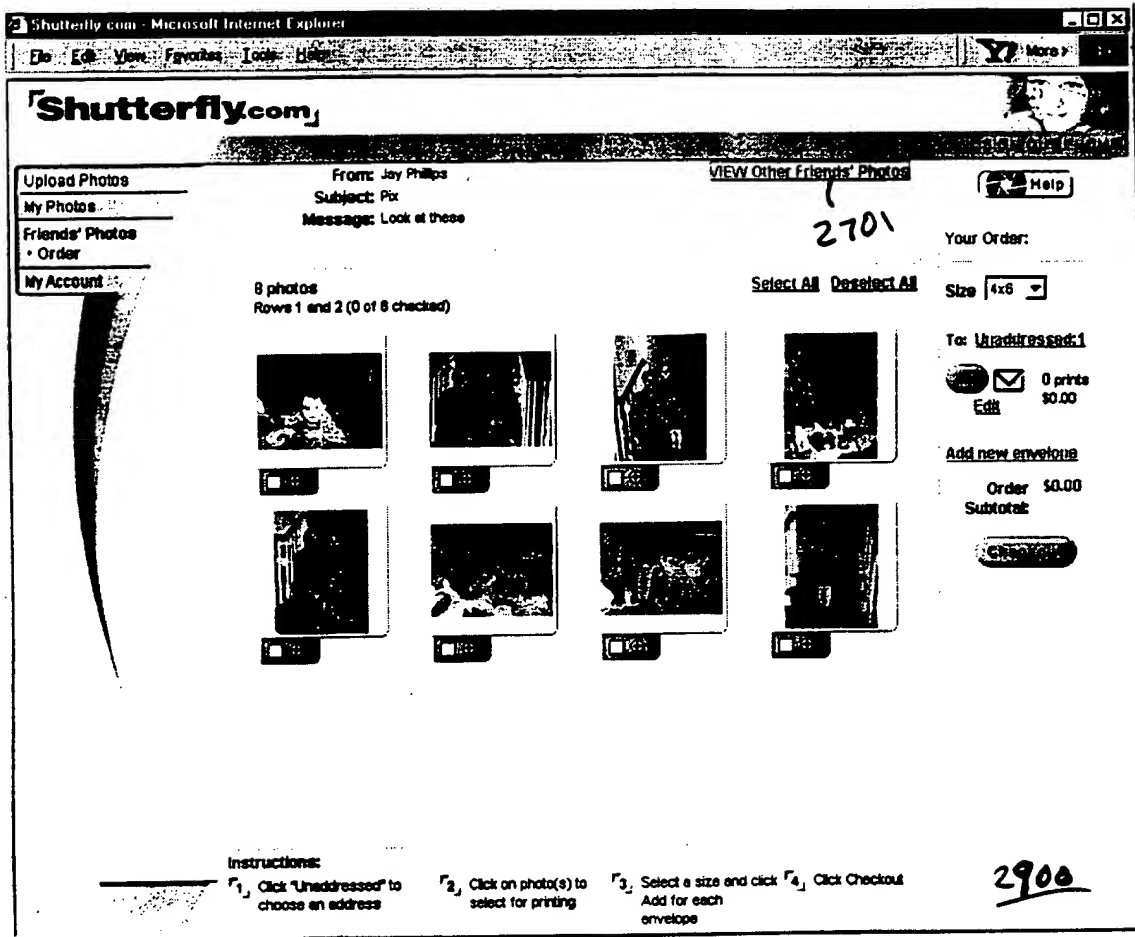 Shutterfly.com - Microsoft Internet Explorer
File Edit View Favorites Tools Help
Y! More
Shutterfly.com
Upload Photos
My Photos
Friends' Photos
• Order
My Account
From: Jay Phillips
Subject: Pix
Message: Look at these
VIEW Other Friends' Photos
2701
Help
8 photos
Rows 1 and 2 (0 of 8 checked)
Select All Deselect All
Your Order:
Size 4x6
To: Unaddressed:1
0 prints
$0.00
Edit
Add new envelope
Order $0.00
Subtotal:
Checkout
Instructions:
1 Click "Unaddressed" to
choose an address
2 Click on photo(s) to
select for printing
3 Select a size and click
Add for each
envelope
4 Click Checkout
2900